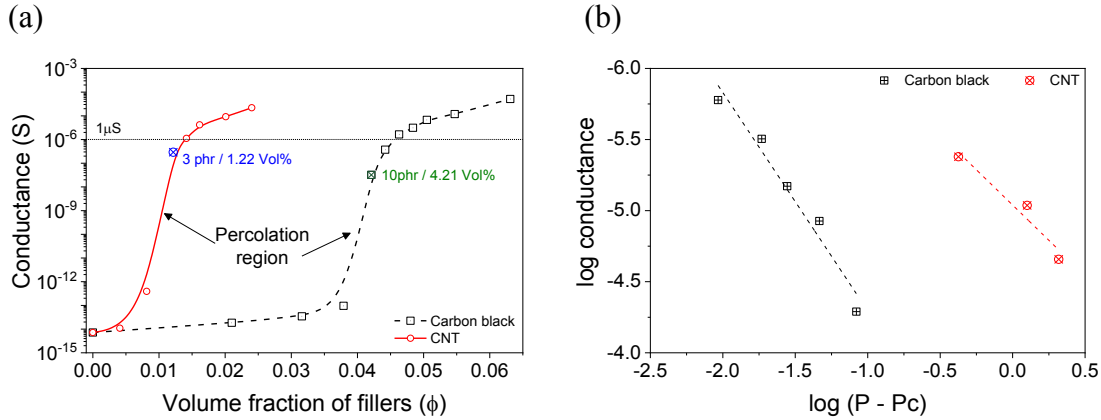 (a)
(b)
Conductance (S)
10-3
10-6
10-9
10-12
10-15
1μS
3 phr / 1.22 Vol%
10phr / 4.21 Vol%
Percolation
region
Carbon black
CNT
0.00 0.01 0.02 0.03 0.04 0.05 0.06
Volume fraction of fillers (ϕ)
log conductance
-6.0
-5.5
-5.0
-4.5
-4.0
Carbon black CNT
-2.5 -2.0 -1.5 -1.0 -0.5 0.0 0.5
log (P - Pc)